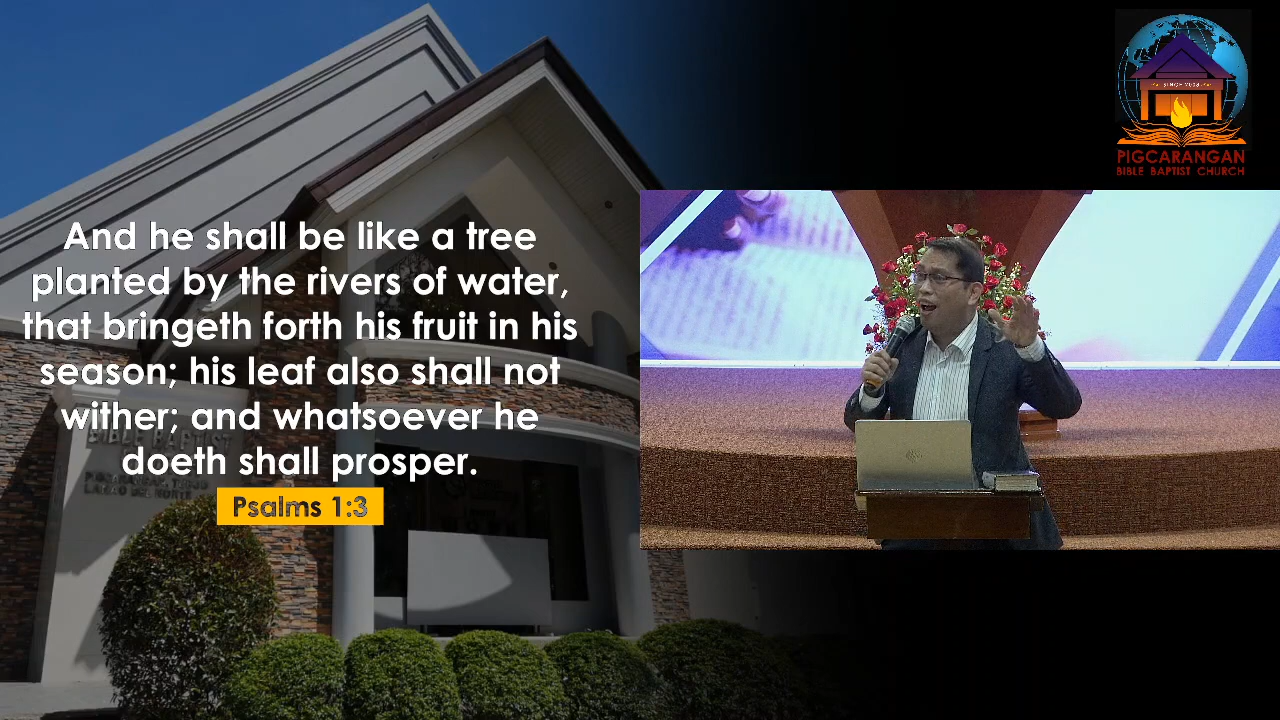 And he shall be like a tree
planted by the rivers of water,
that bringeth forth his fruit in his
season; his leaf also shall not
wither; and whatsoever he
doeth shall prosper.
Psalms 1:3
PIGCARANGAN
BIBLE BAPTIST CHURCH
BIBLE BAPTIST